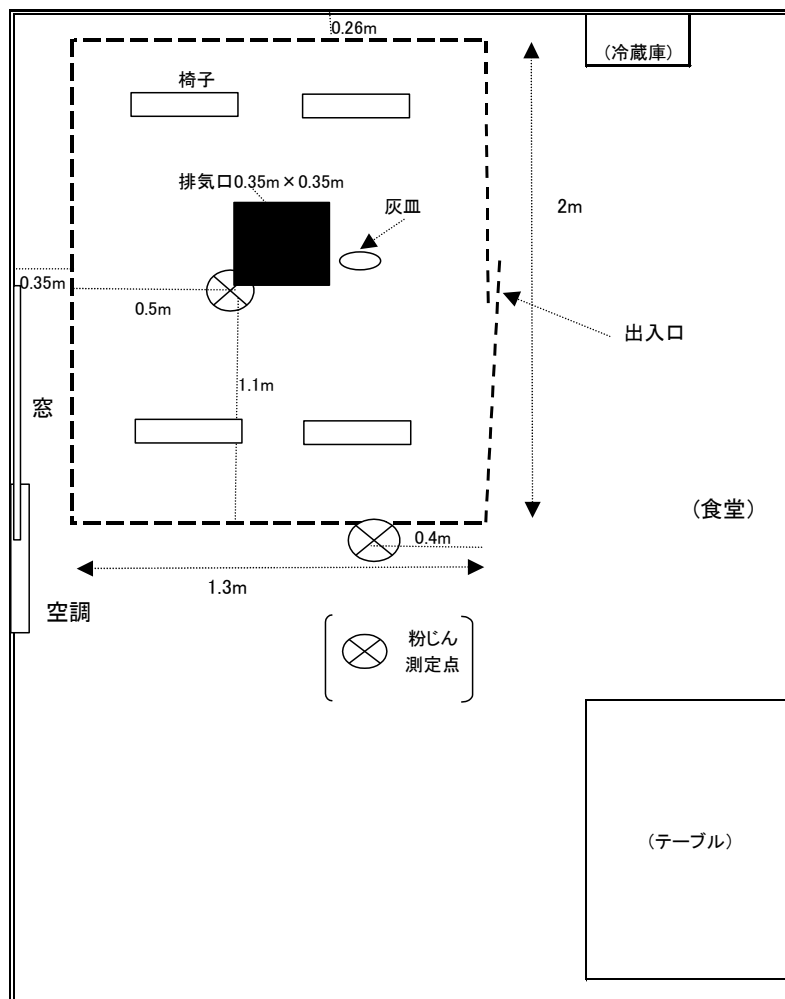 0.26m
(冷蔵庫)
椅子
排気口0.35m×0.35m
灰皿
2m
0.35m
0.5m
出入口
1.1m
窓
(食堂)
0.4m
1.3m
空調
粉じん
測定点
(テーブル)